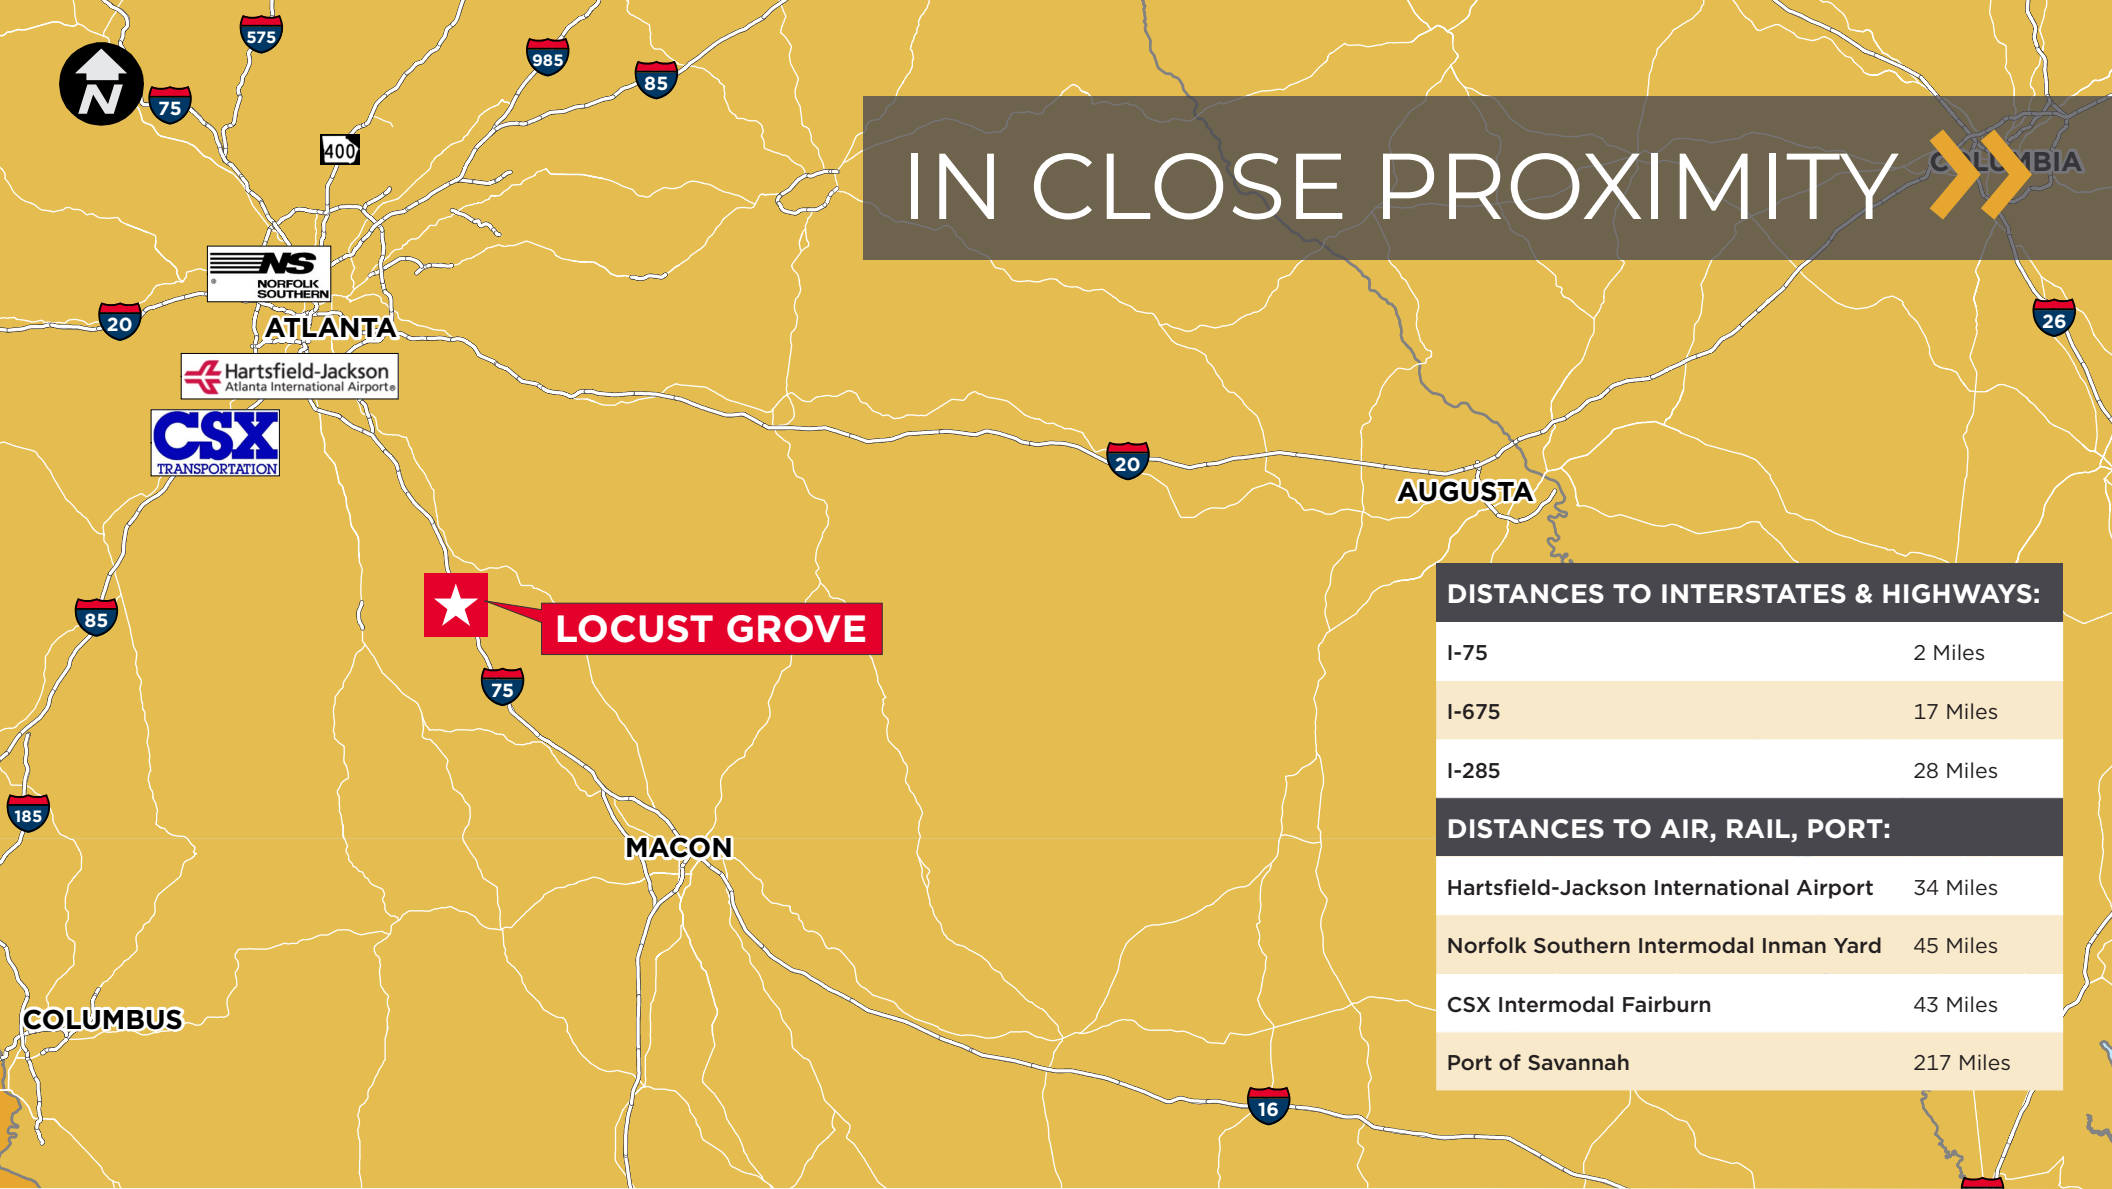 575
985
85
75
N
400
IN CLOSE PROXIMITY
COLUMBIA
NS
NORFOLK
SOUTHERN
®
20
ATLANTA
26
Hartsfield-Jackson
Atlanta International Airport®
CSX
TRANSPORTATION
20
AUGUSTA
85
LOCUST GROVE
75
185
MACON
COLUMBUS
16
DISTANCES TO INTERSTATES & HIGHWAYS:
I-75 2 Miles
I-675 17 Miles
I-285 28 Miles
DISTANCES TO AIR, RAIL, PORT:
Hartsfield-Jackson International Airport 34 Miles
Norfolk Southern Intermodal Inman Yard 45 Miles
CSX Intermodal Fairburn 43 Miles
Port of Savannah 217 Miles